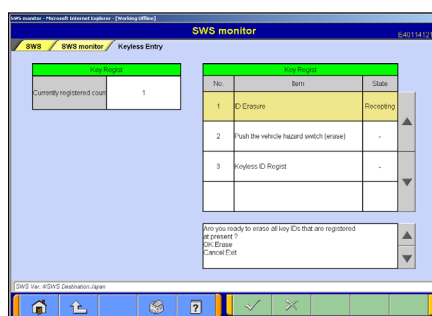 SWS monitor - Microsoft Internet Explorer - [Working Offline]
SWS monitor
E40114121
SWS
SWS monitor
Keyless Entry
Key Regist
Currently registered coun
1
Key Regist
No.
Item
State
1
ID Erasure
Recepting
2
Push the vehicle hazard switch (erase)
-
3
Keyless ID Regist
-
Are you ready to erase all key IDs that are registered
at present ?
OK:Erase
Cancel:Exit
SWS Ver.:4/SWS Destination:Japan
?